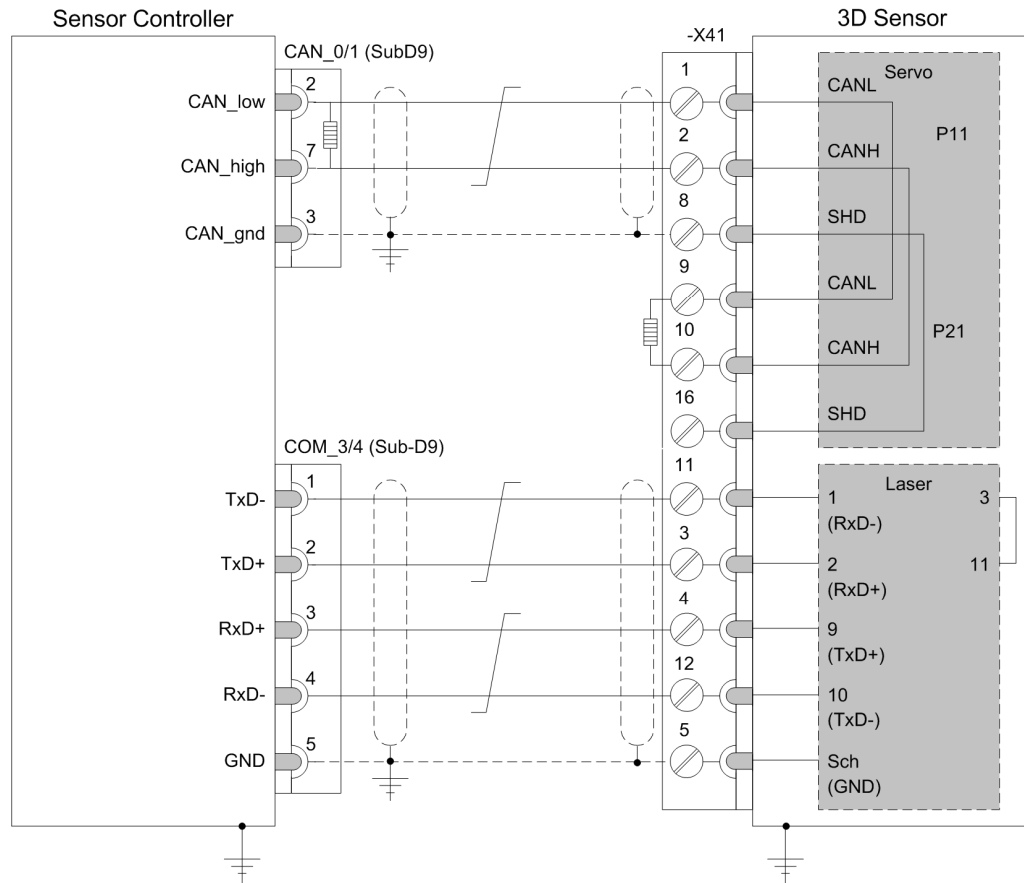 Sensor Controller
3D Sensor
CAN_0/1 (SubD9)
-X41
CAN_low
2
1
CANL
Servo
P11
CAN_high
7
2
CANH
CAN_gnd
3
8
SHD
9
CANL
10
CANH
P21
16
SHD
COM_3/4 (Sub-D9)
TxD-
1
11
1
(RxD-)
Laser
3
TxD+
2
3
2
(RxD+)
11
RxD+
3
4
9
(TxD+)
RxD-
4
12
10
(TxD-)
GND
5
5
Sch
(GND)